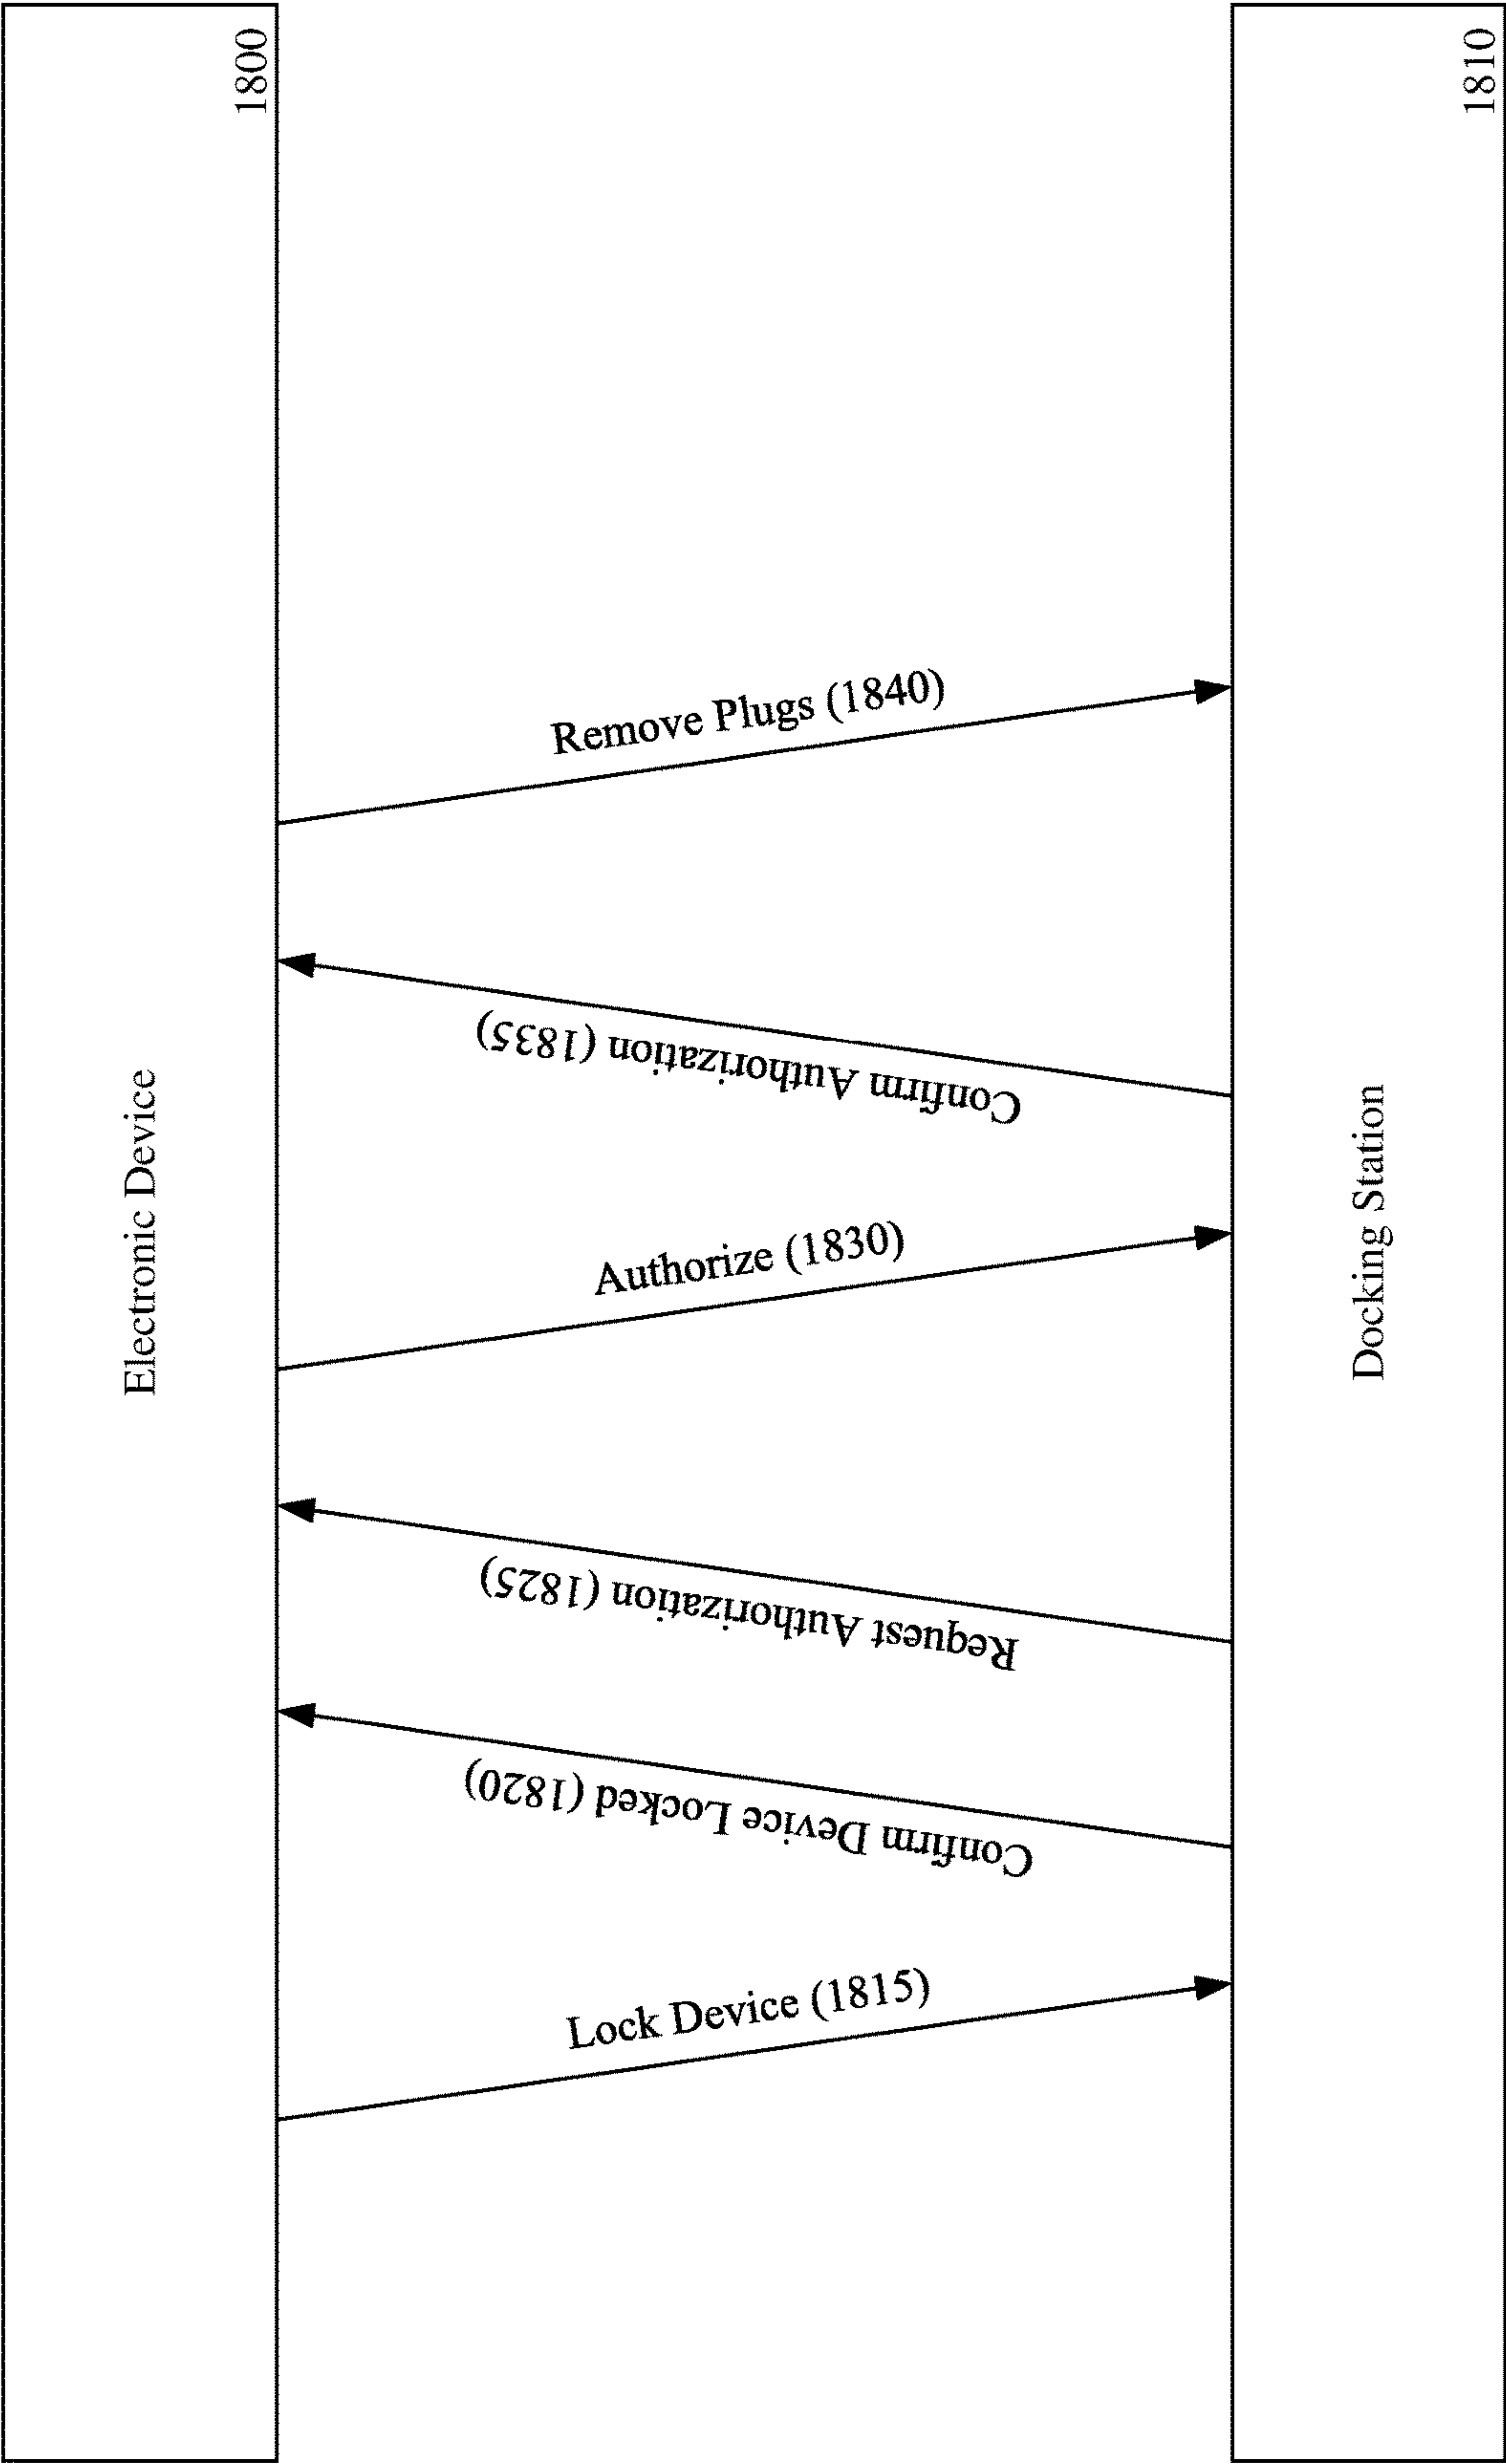 Electronic Device
1800
Lock Device (1815)
Confirm Device Locked (1820)
Request Authorization (1825)
Authorize (1830)
Confirm Authorization (1835)
Remove Plugs (1840)
Docking Station
1810